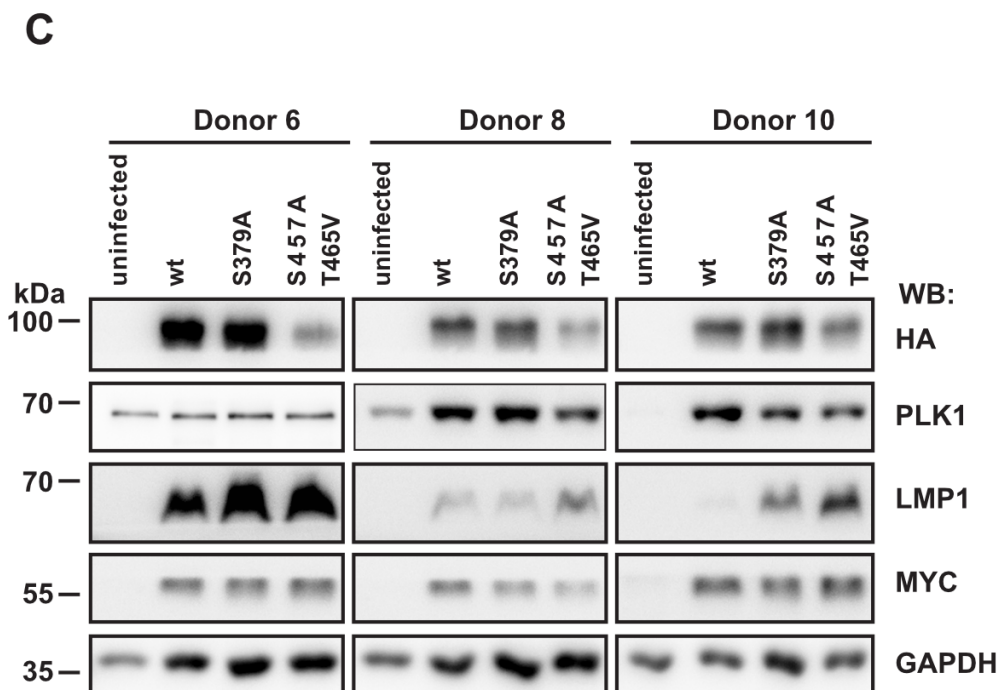 C
Donor 6 Donor 8 Donor 10
uninfected wt S379A S457A T465V uninfected wt S379A S457A T465V uninfected wt S379A S457A T465V
kDa WB:
100 HA
70 PLK1
70 LMP1
55 MYC
35 GAPDH